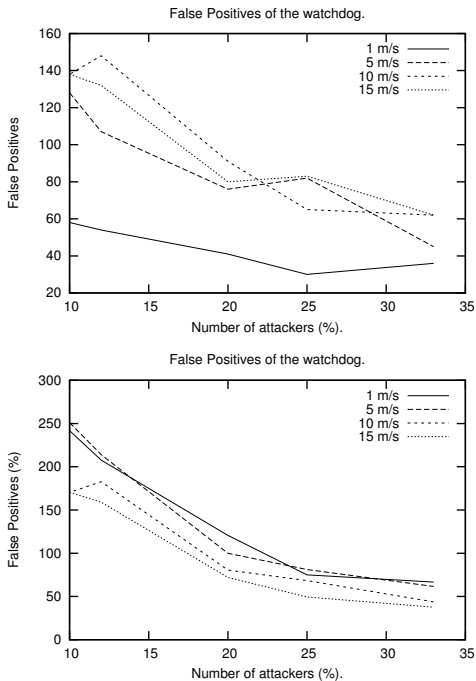 False Positives of the watchdog.
160
140
120
100
80
60
40
20
False Positives
1 m/s
5 m/s
10 m/s
15 m/s
10 15 20 25 30 35
Number of attackers (%).
False Positives of the watchdog.
300
250
200
150
100
50
0
False Positives (%)
1 m/s
5 m/s
10 m/s
15 m/s
10 15 20 25 30 35
Number of attackers (%).